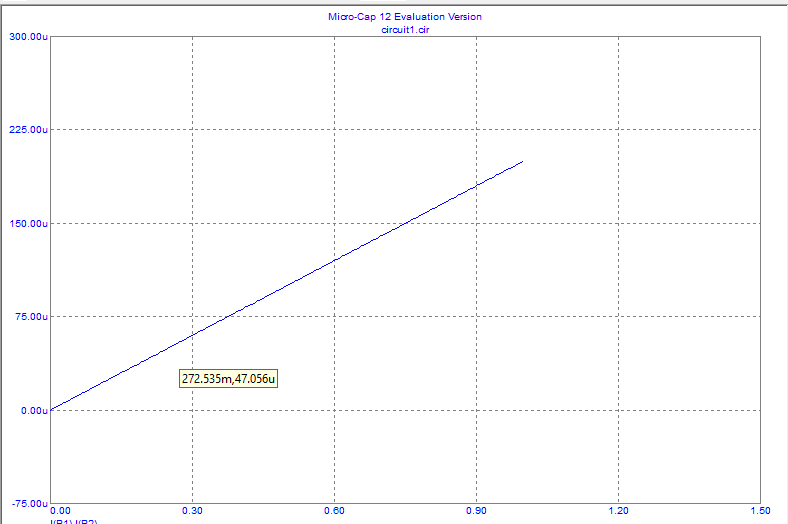 Micro-Cap 12 Evaluation Version
circuit1.cir
300.00u
225.00u
150.00u
75.00u
272.535m,47.056u
0.00u
-75.00u
0.00 0.30 0.60 0.90 1.20 1.50